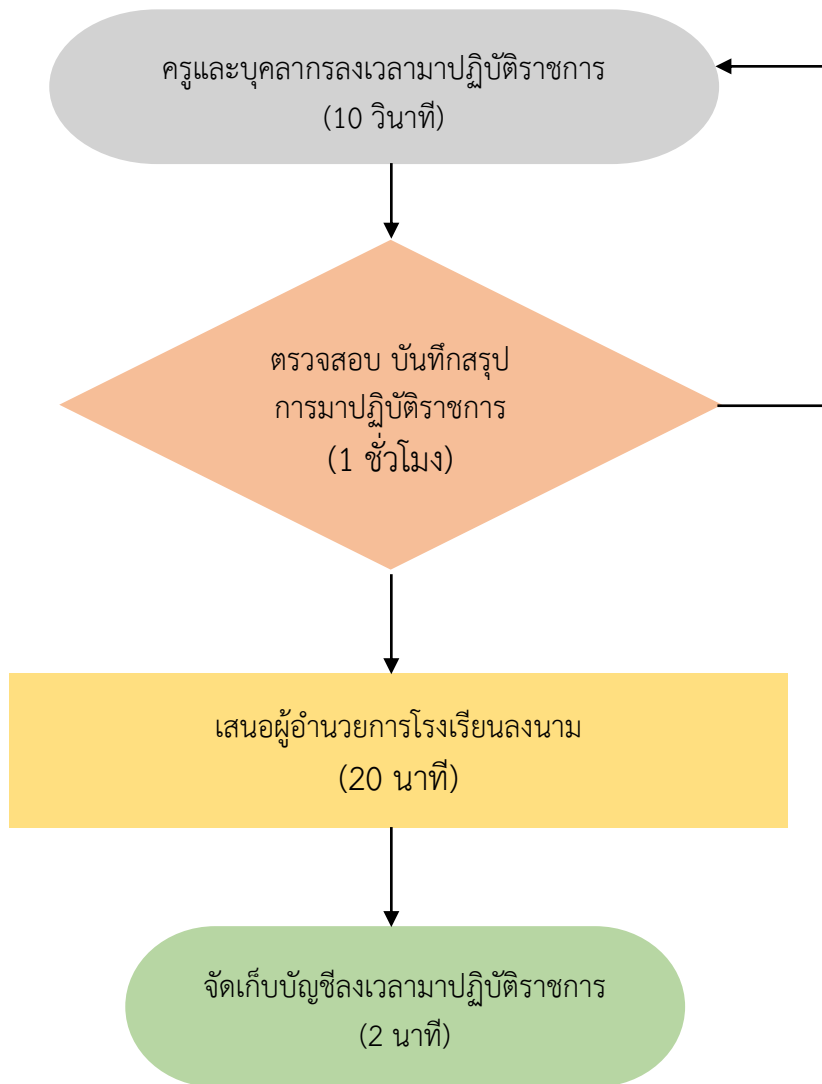 ครูและบุคลากรลงเวลามาปฏิบัติราชการ
(10 วินาที)
ตรวจสอบ บันทึกสรุป
การมาปฏิบัติราชการ
(1 ชั่วโมง)
เสนอผู้อำนวยการโรงเรียนลงนาม
(20 นาที)
จัดเก็บบัญชีลงเวลามาปฏิบัติราชการ
(2 นาที)